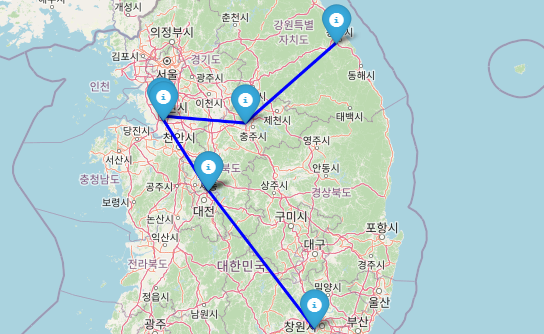 개성시
춘천시
강원특별
자치도
의정부시
김포시
경기도
서울
동해시
인천
광주시
이천시
태백시
제천시
당진시
충주시
천안시
영주시
서산시
안동시
충청남도
공주시
상주시
경상북도
보령시
대전
논산시
구미시
포항시
익산시
대구
경주시
전라북도
대한민국
밀양시
정읍시
울산
남원시
광주
창원시
부산